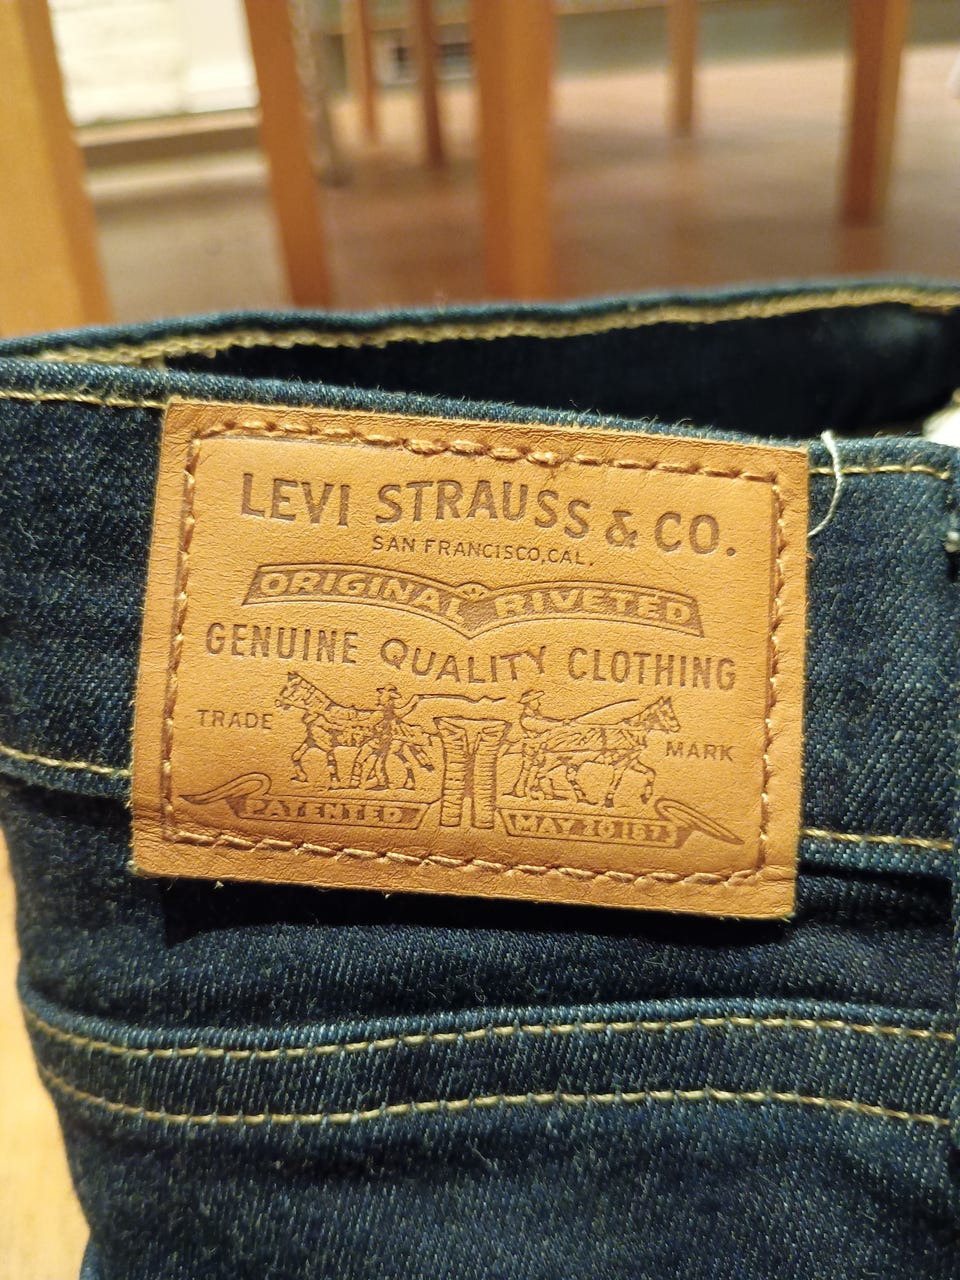 LEVI STRAUSS & CO.
SAN FRANCISCO, CAL.
ORIGINAL RIVETED
GENUINE QUALITY CLOTHING
TRADE MARK
PATENTED MAY 20 1873